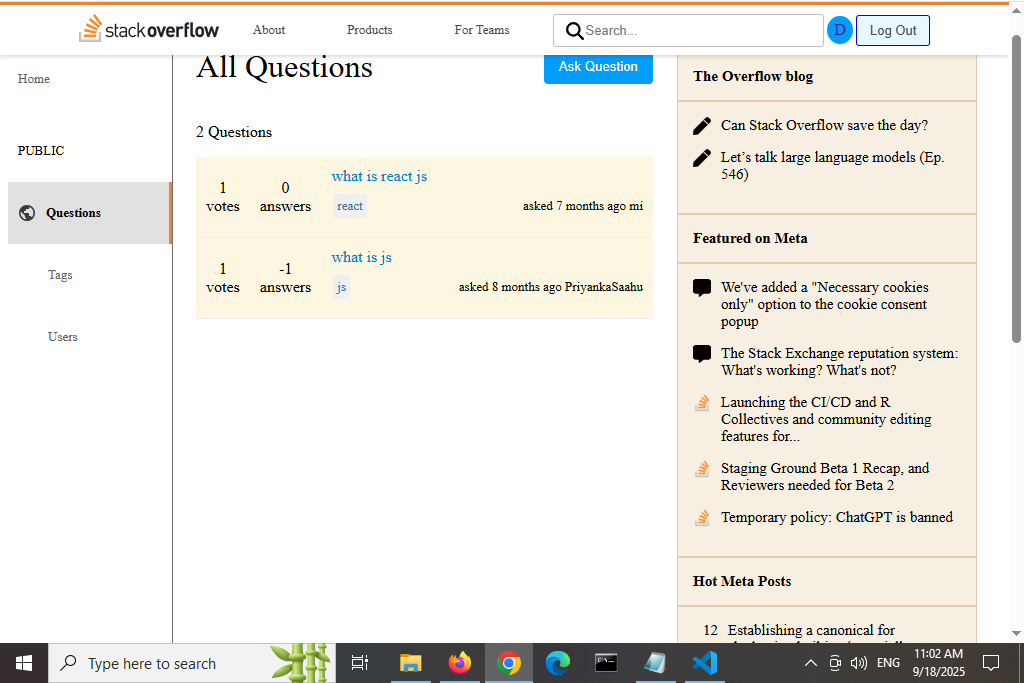 stackoverflow
About
Products
For Teams
Search...
D
Log Out
Home
PUBLIC
Questions
Tags
Users
All Questions
Ask Question
2 Questions
1 votes
0 answers
what is react js
react
asked 7 months ago mi
1 votes
-1 answers
what is js
js
asked 8 months ago PriyankaSaahu
The Overflow blog
Can Stack Overflow save the day?
Let’s talk large language models (Ep.
546)
Featured on Meta
We've added a "Necessary cookies
only" option to the cookie consent
popup
The Stack Exchange reputation system:
What's working? What's not?
Launching the CI/CD and R
Collectives and community editing
features for...
Staging Ground Beta 1 Recap, and
Reviewers needed for Beta 2
Temporary policy: ChatGPT is banned
Hot Meta Posts
12 Establishing a canonical for
Type here to search
ENG
11:02 AM
9/18/2025